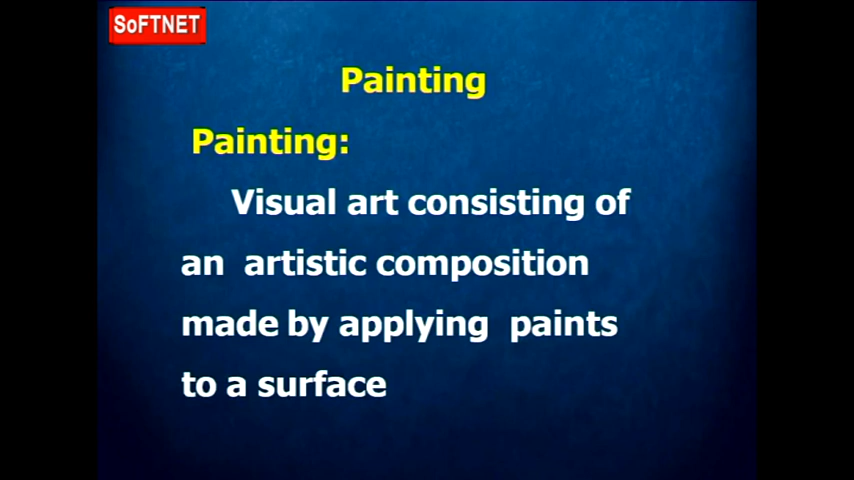 SoFTNET
Painting
Painting:
Visual art consisting of
an artistic composition
made by applying paints
to a surface